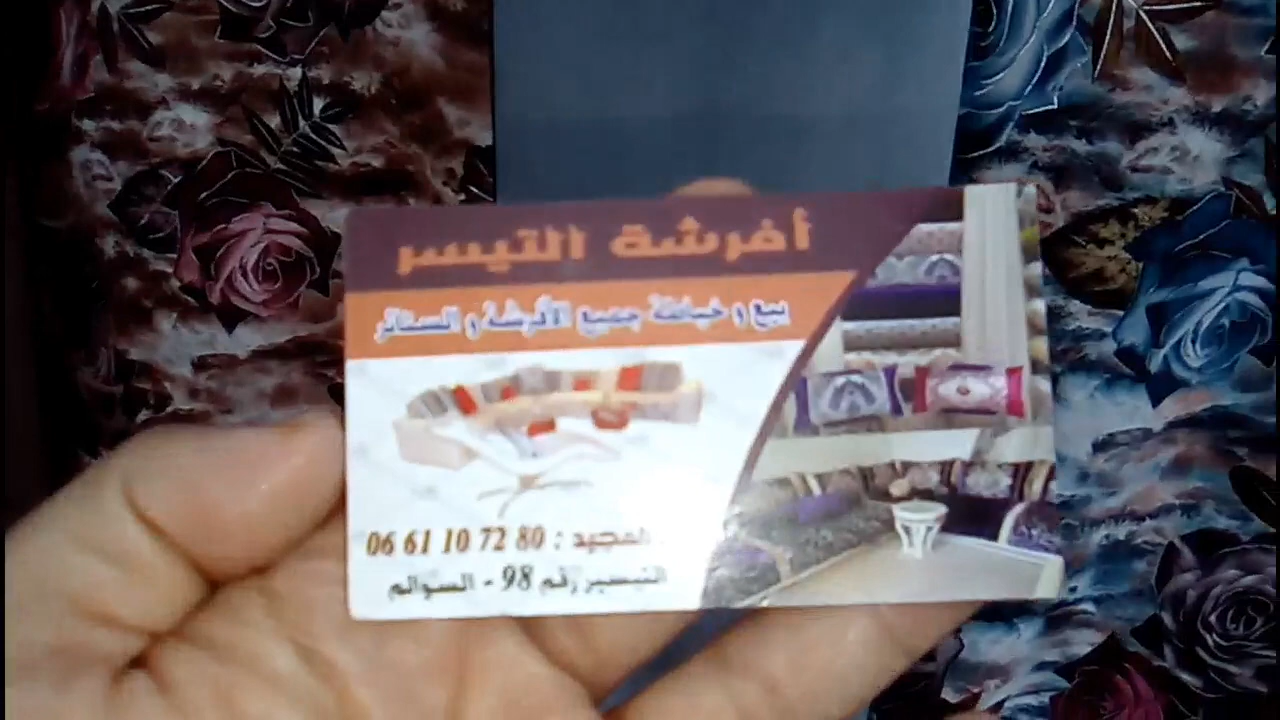 أفرشة التيسر
بيع و خياطة جميع الأفرشة و الستائر
المجيد : 80 72 10 61 06
التيسير رقم 98 - السوالم